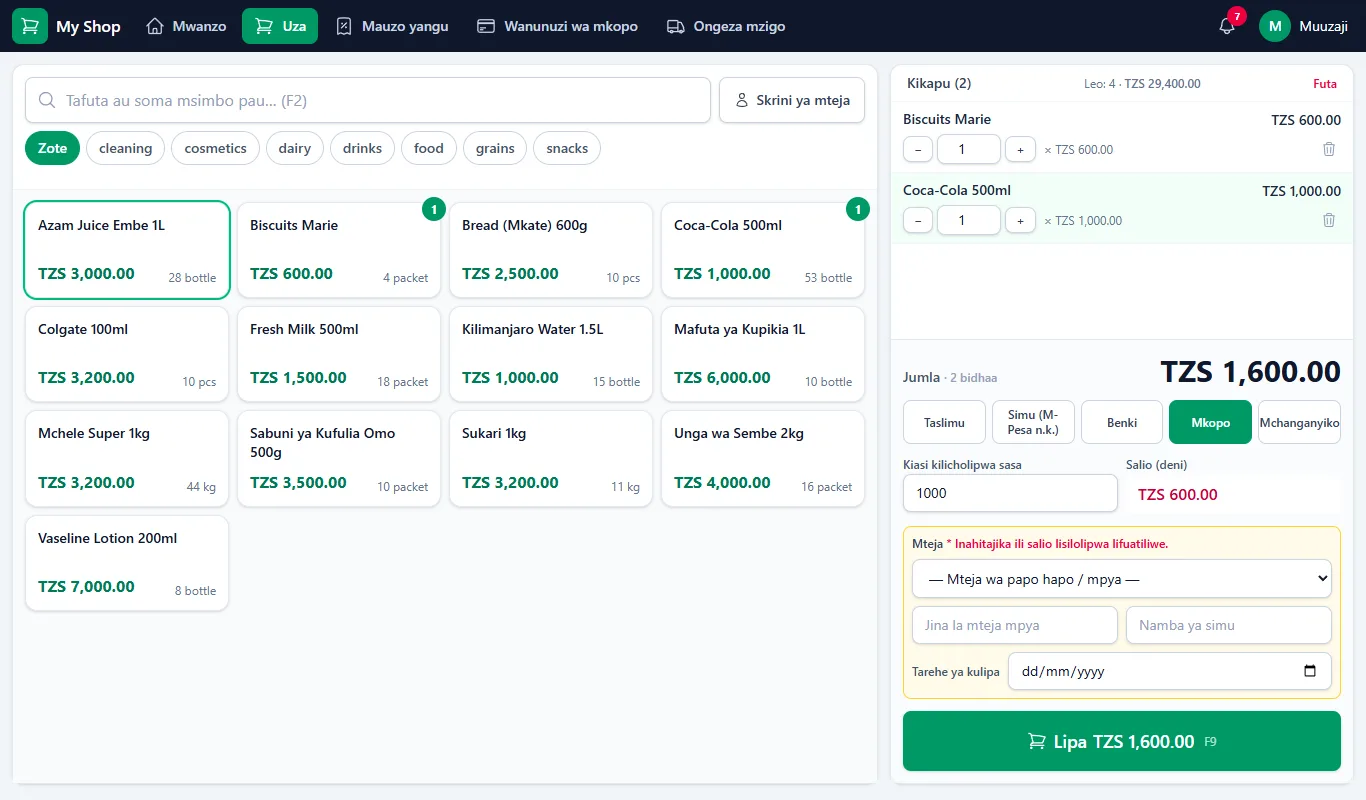 My Shop
Mwanzo
Uza
Mauzo yangu
Wanunuzi wa mkopo
Ongeza mzigo
7
M
Muuzaji
Tafuta au soma msimbo pau... (F2)
Skrini ya mteja
Zote
cleaning
cosmetics
dairy
drinks
food
grains
snacks
Azam Juice Embe 1L
TZS 3,000.00
28 bottle
1
Biscuits Marie
TZS 600.00
4 packet
Bread (Mkate) 600g
TZS 2,500.00
10 pcs
1
Coca-Cola 500ml
TZS 1,000.00
53 bottle
Colgate 100ml
TZS 3,200.00
10 pcs
Fresh Milk 500ml
TZS 1,500.00
18 packet
Kilimanjaro Water 1.5L
TZS 1,000.00
15 bottle
Mafuta ya Kupikia 1L
TZS 6,000.00
10 bottle
Mchele Super 1kg
TZS 3,200.00
44 kg
Sabuni ya Kufulia Omo
500g
TZS 3,500.00
10 packet
Sukari 1kg
TZS 3,200.00
11 kg
Unga wa Sembe 2kg
TZS 4,000.00
16 packet
Vaseline Lotion 200ml
TZS 7,000.00
8 bottle
Kikapu (2)
Leo: 4 · TZS 29,400.00
Futa
Biscuits Marie
TZS 600.00
− 1 + × TZS 600.00
Coca-Cola 500ml
TZS 1,000.00
− 1 + × TZS 1,000.00
Jumla · 2 bidhaa
TZS 1,600.00
Taslimu
Simu (M-
Pesa n.k.)
Benki
Mkopo
Mchanganyiko
Kiasi kilicholipwa sasa
1000
Salio (deni)
TZS 600.00
Mteja * Inahitajika ili salio lisilolipwa lifuatiliwe.
— Mteja wa papo hapo / mpya —
Jina la mteja mpya
Namba ya simu
Tarehe ya kulipa
dd/mm/yyyy
Lipa TZS 1,600.00 F9